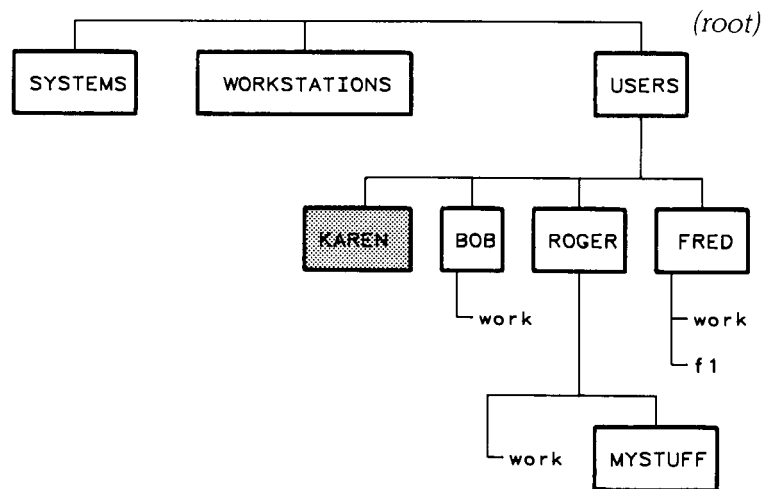 (root)
SYSTEMS WORKSTATIONS USERS
KAREN BOB ROGER FRED
work work
f1
work MYSTUFF